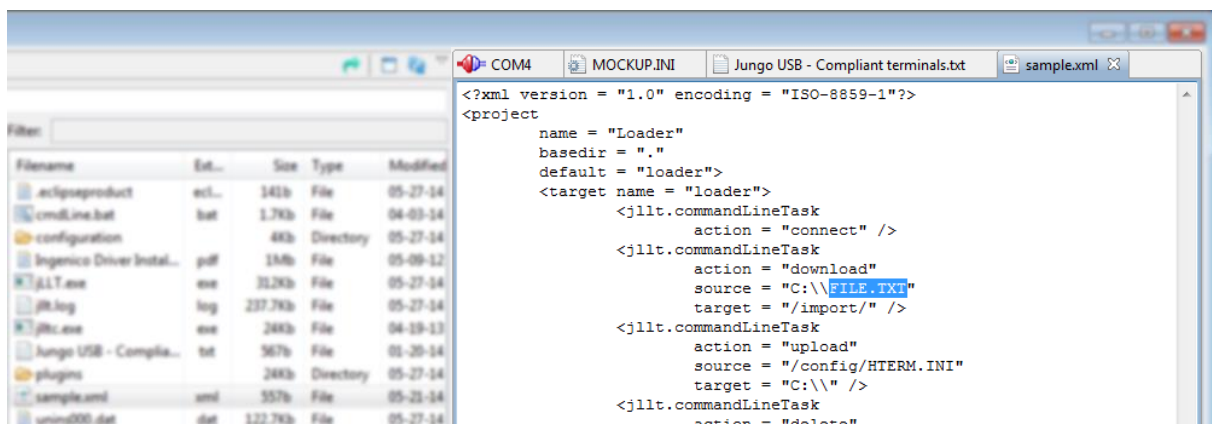 COM4 MOCKUP.INI Jungo USB - Compliant terminals.txt sample.xml
Filter:
Filename Ext... Size Type Modified
.eclipseproduct ecl... 141b File 05-27-14
cmdLine.bat bat 1.7Kb File 04-03-14
configuration 4Kb Directory 05-27-14
Ingenico Driver Instal... pdf 1Mb File 05-09-12
jLLT.exe exe 312Kb File 05-27-14
jllt.log log 237.7Kb File 05-27-14
jlltc.exe exe 24Kb File 04-19-13
Jungo USB - Complia... txt 567b File 01-20-14
plugins 24Kb Directory 05-27-14
sample.xml xml 557b File 05-21-14
unins000.dat dat 122.7Kb File 05-27-14
<?xml version = "1.0" encoding = "ISO-8859-1"?>
<project
name = "Loader"
basedir = "."
default = "loader">
<target name = "loader">
<jllt.commandLineTask
action = "connect" />
<jllt.commandLineTask
action = "download"
source = "C:\\FILE.TXT"
target = "/import/" />
<jllt.commandLineTask
action = "upload"
source = "/config/HTERM.INI"
target = "C:\\" />
<jllt.commandLineTask
action = "delete"